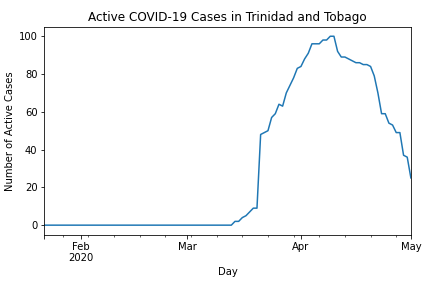 Active COVID-19 Cases in Trinidad and Tobago
100
80
60
40
20
0
Number of Active Cases
Feb
2020
Mar
Apr
May
Day